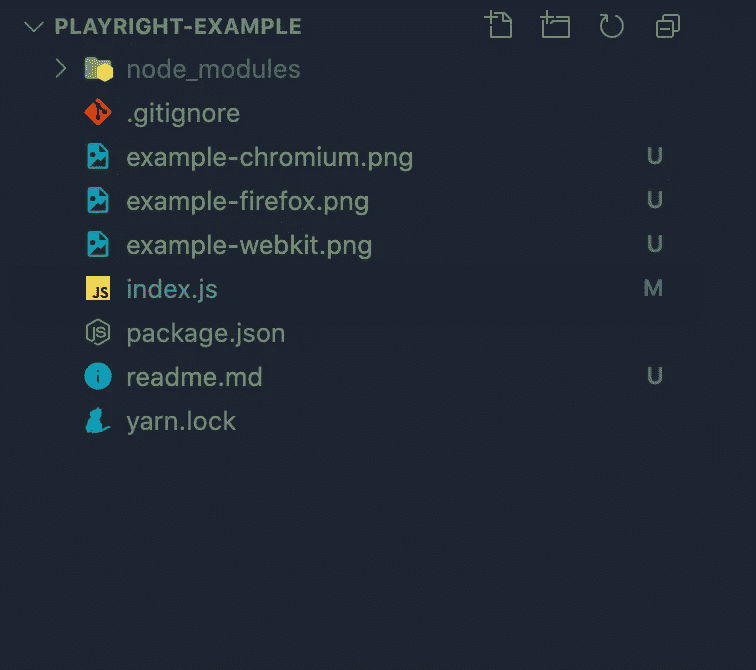 PLAYRIGHT-EXAMPLE
node_modules
.gitignore
example-chromium.png U
example-firefox.png U
example-webkit.png U
JS index.js M
JS package.json
readme.md U
yarn.lock